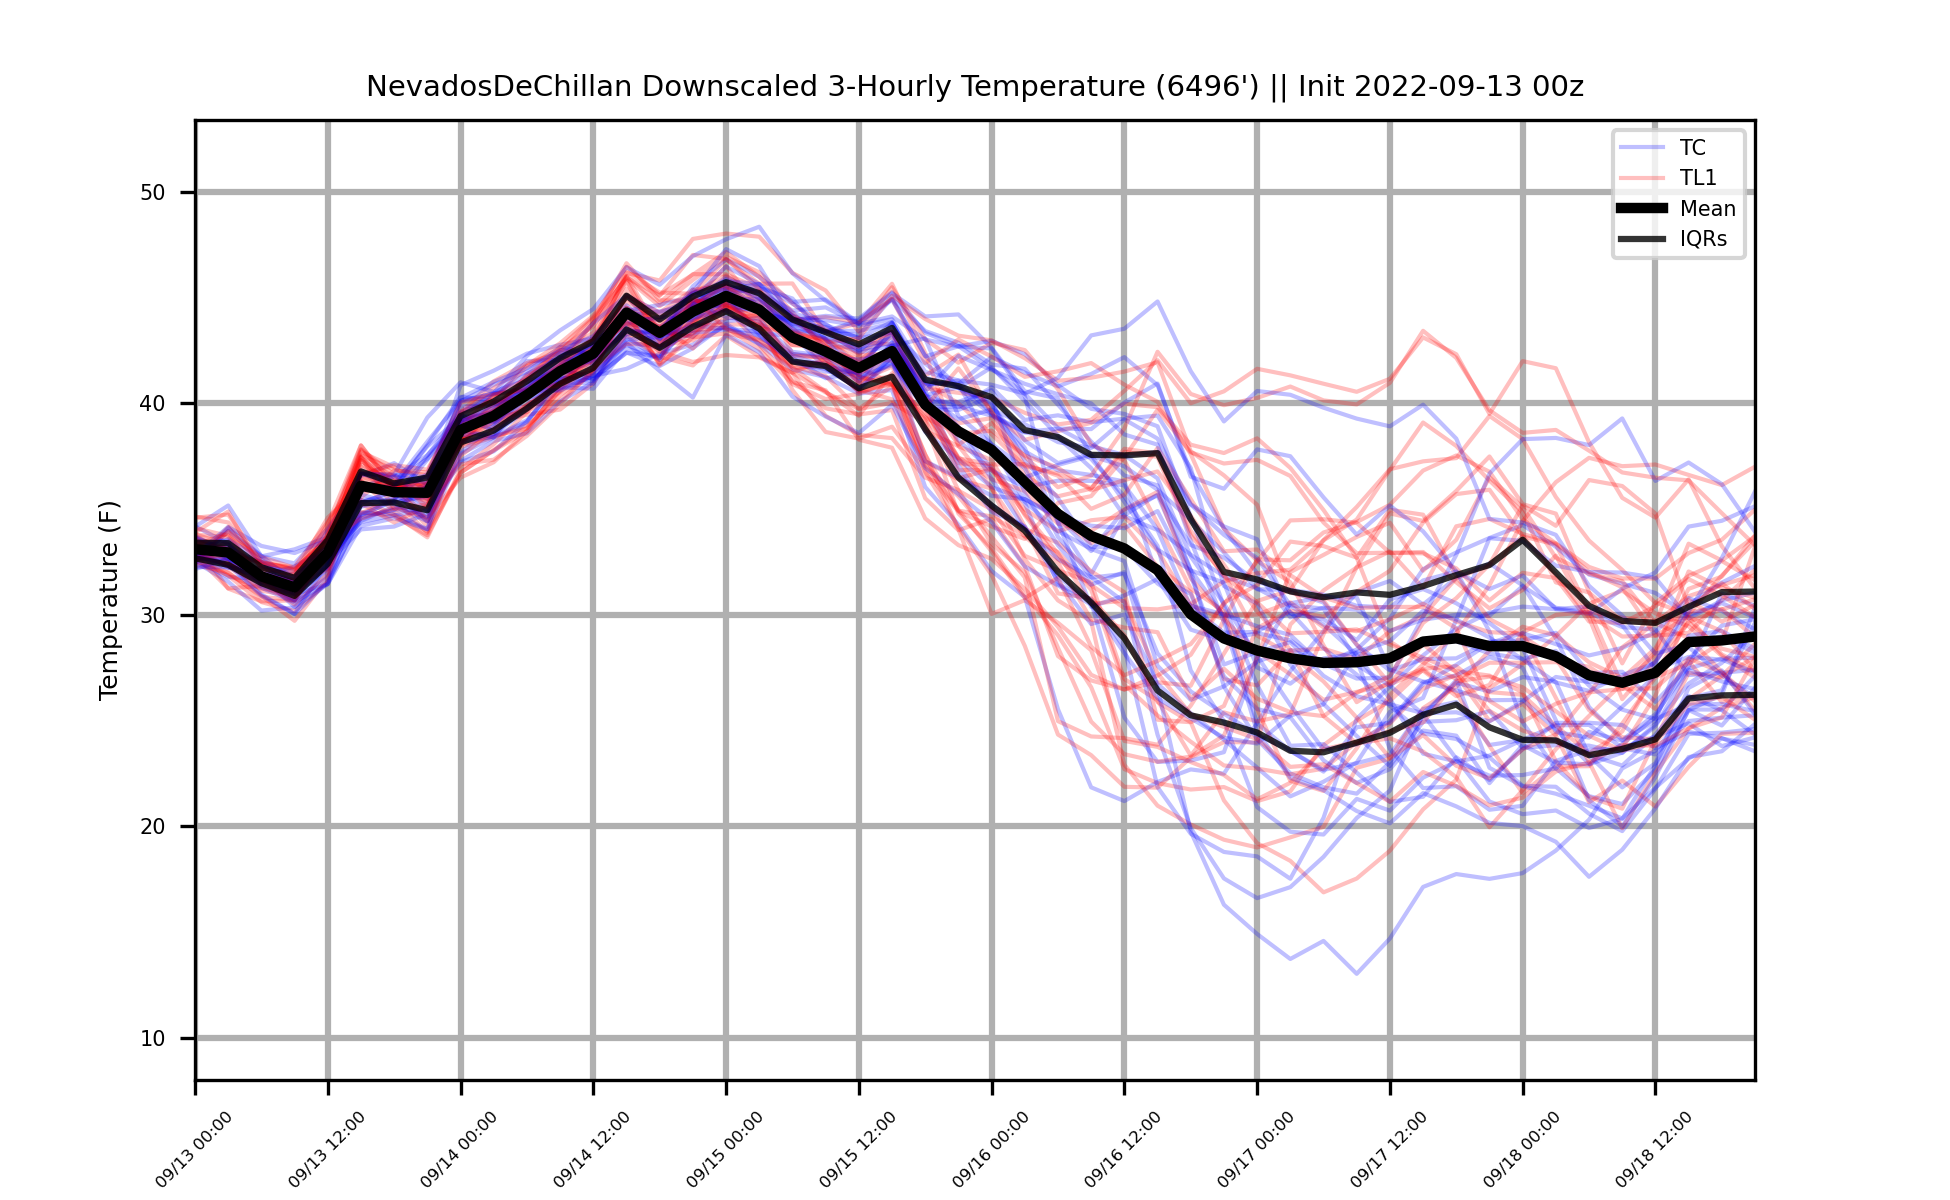 NevadosDeChillan Downscaled 3-Hourly Temperature (6496') || Init 2022-09-13 00z
TC
TL1
Mean
IQRs
Temperature (F)
50
40
30
20
10
09/13 00:00
09/13 12:00
09/14 00:00
09/14 12:00
09/15 00:00
09/15 12:00
09/16 00:00
09/16 12:00
09/17 00:00
09/17 12:00
09/18 00:00
09/18 12:00